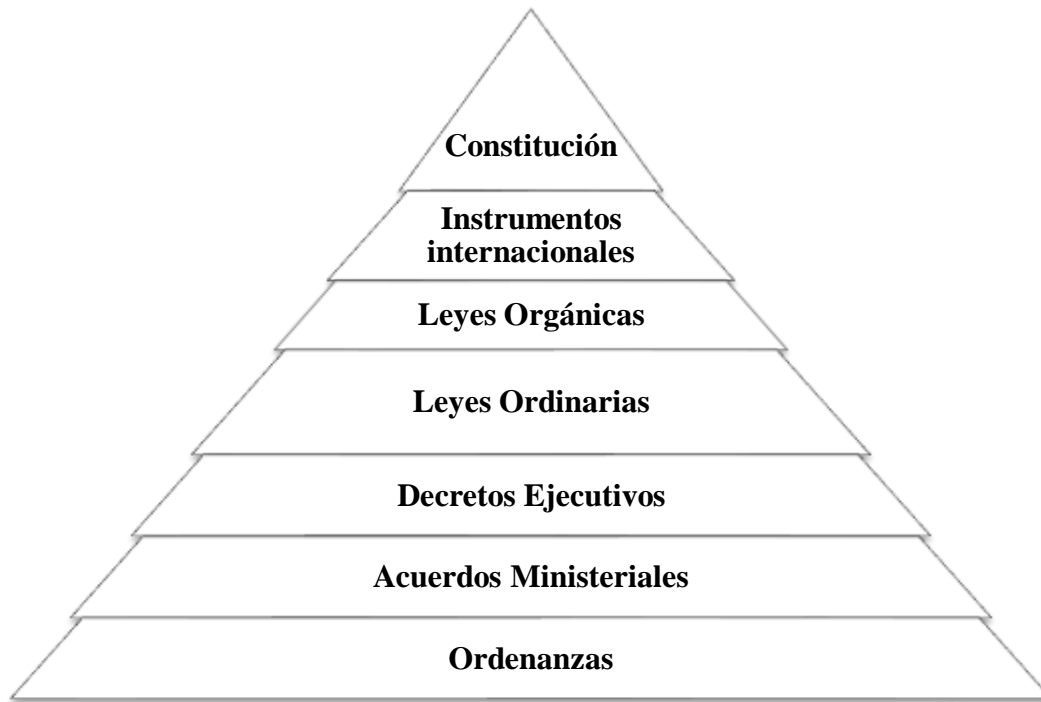 Constitución
Instrumentos
internacionales
Leyes Orgánicas
Leyes Ordinarias
Decretos Ejecutivos
Acuerdos Ministeriales
Ordenanzas